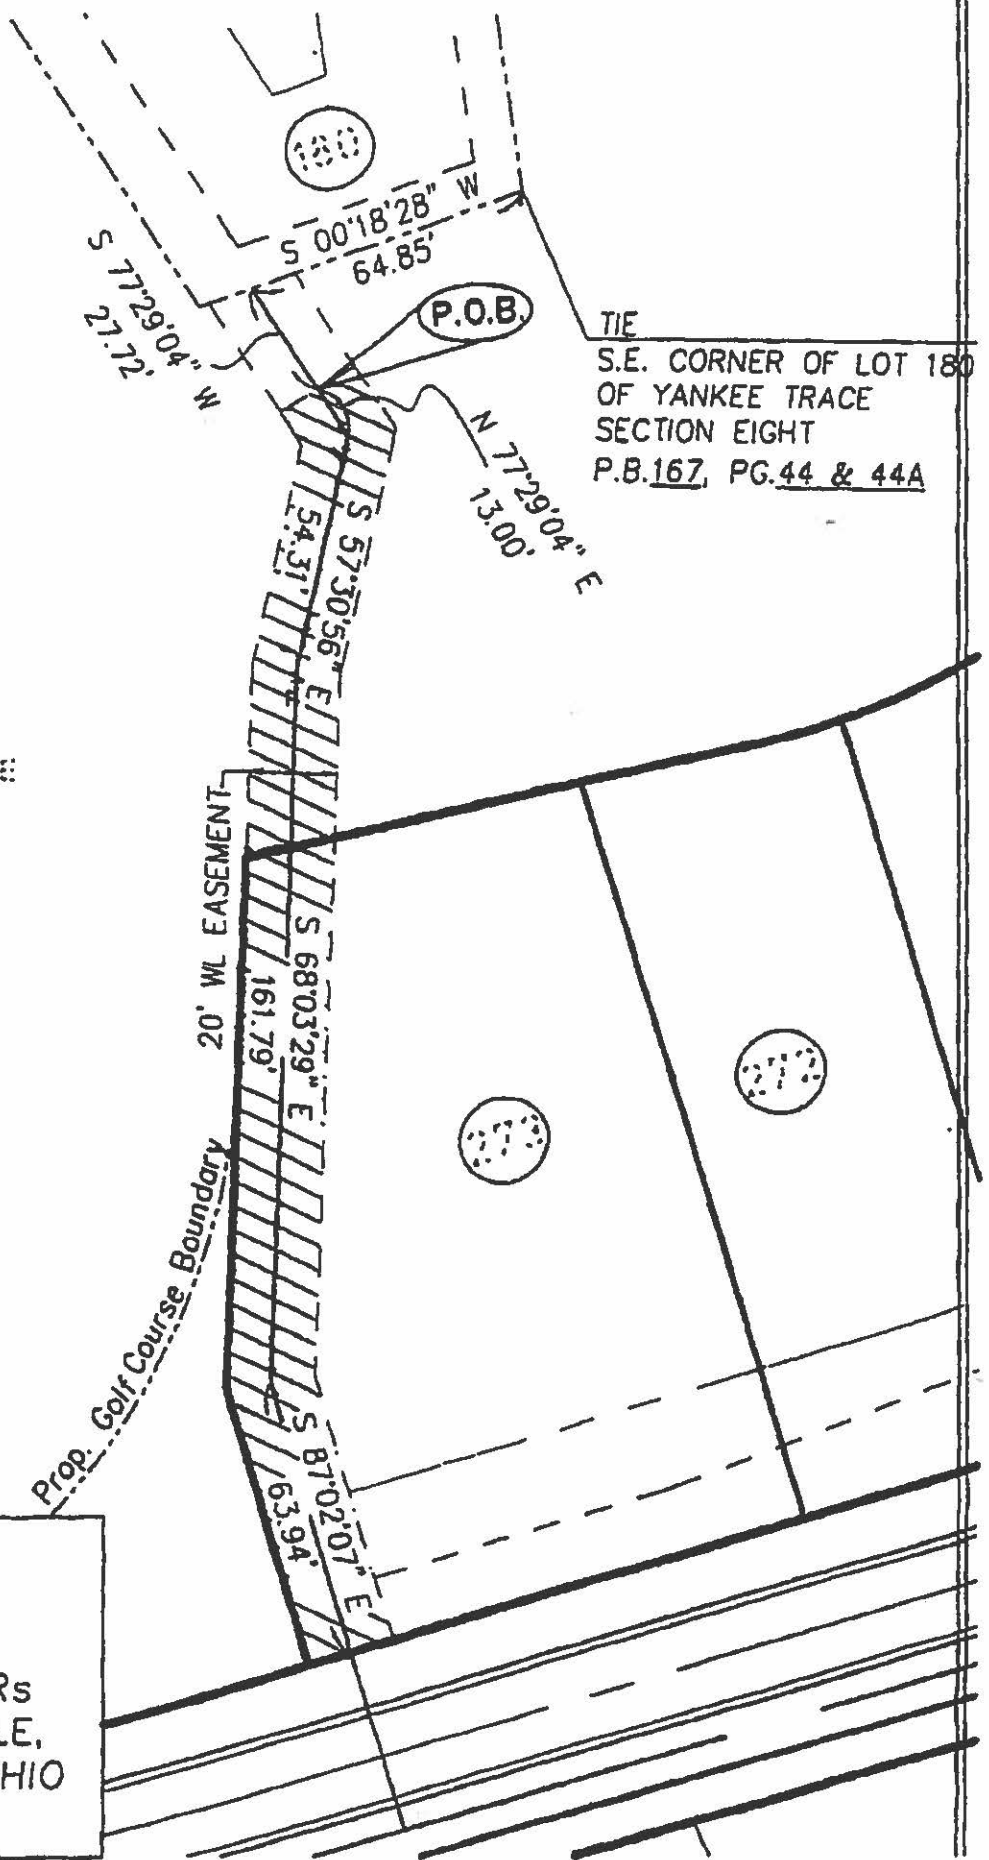 180
S 00°18'28" W
64.85'
S 77°29'04" W
27.72'
P.O.B.
TIE
S.E. CORNER OF LOT 180
OF YANKEE TRACE
SECTION EIGHT
P.B.167, PG.44 & 44A
N 77°29'04" E
13.00'
S 57°30'56" E
54.31'
20' WL EASEMENT
S 68°03'29" E
161.79'
272
Prop. Golf Course Boundary
S 87°02'07" E
63.94'
Rs
LE,
HIO